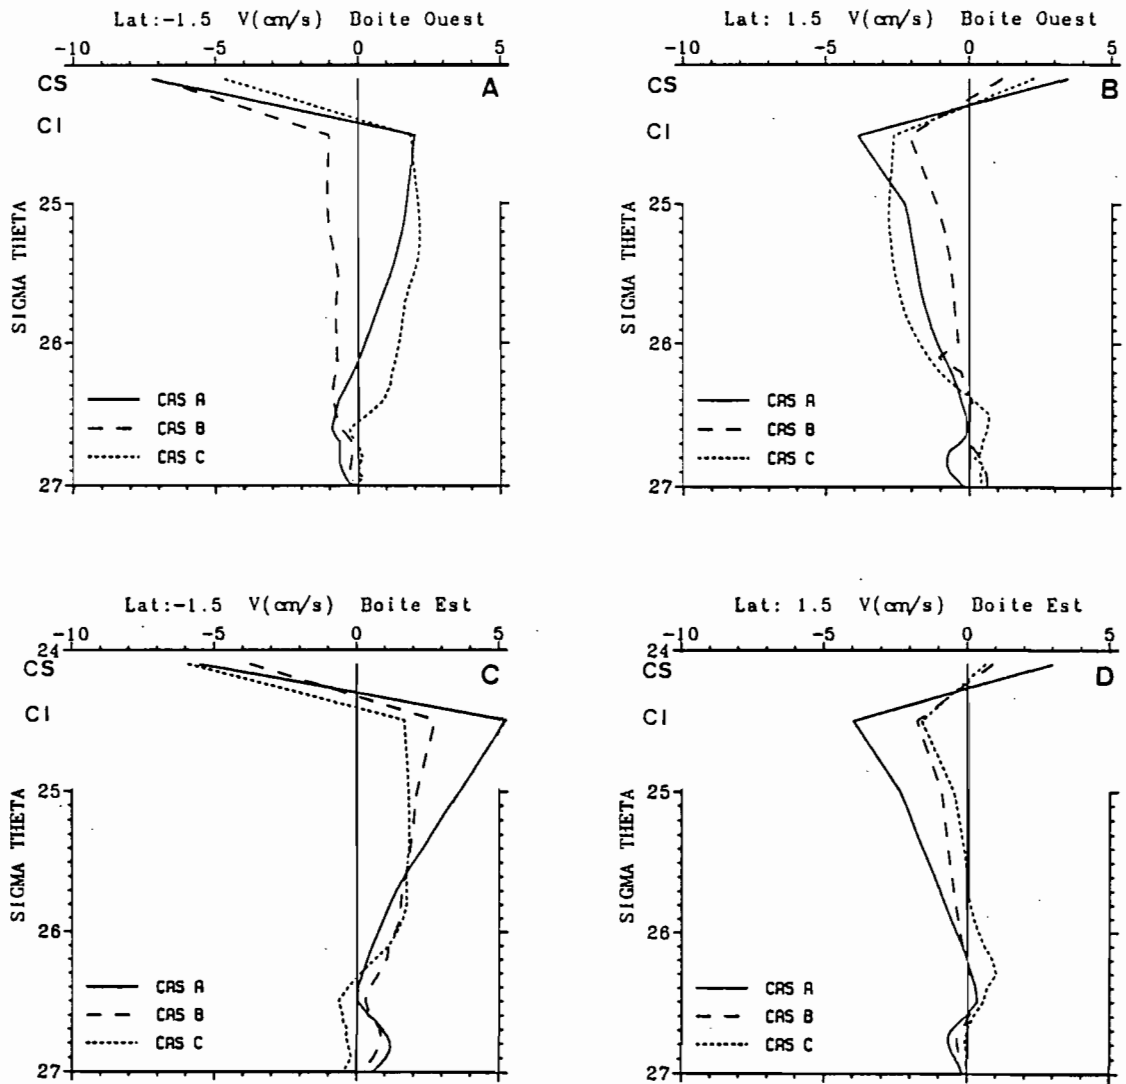 Lat:-1.5 V(cm/s) Boite Ouest
-10 -5 0 5
CS
A
CI
SIGMA THETA
25
26
27
CAS A
CAS B
CAS C
Lat: 1.5 V(cm/s) Boite Ouest
-10 -5 0 5
CS
B
CI
SIGMA THETA
25
26
27
CAS A
CAS B
CAS C
-10 -5 0 5
Lat:-1.5 V(cm/s) Boite Est
-10 -5 0 5
24
CS
C
CI
SIGMA THETA
25
26
27
CAS A
CAS B
CAS C
Lat: 1.5 V(cm/s) Boite Est
-10 -5 0 5
24
CS
D
CI
SIGMA THETA
25
26
27
CAS A
CAS B
CAS C